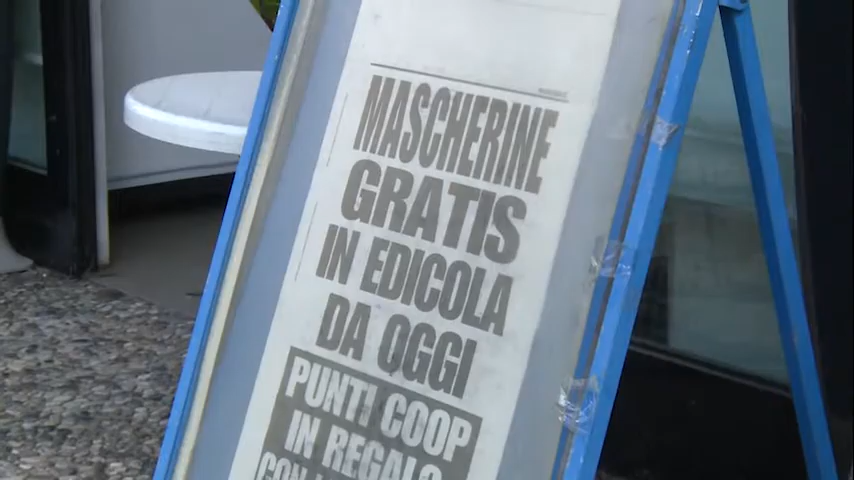 MASCHERINE
GRATIS
IN EDICOLA
DA OGGI
PUNTI COOP
IN REGALO